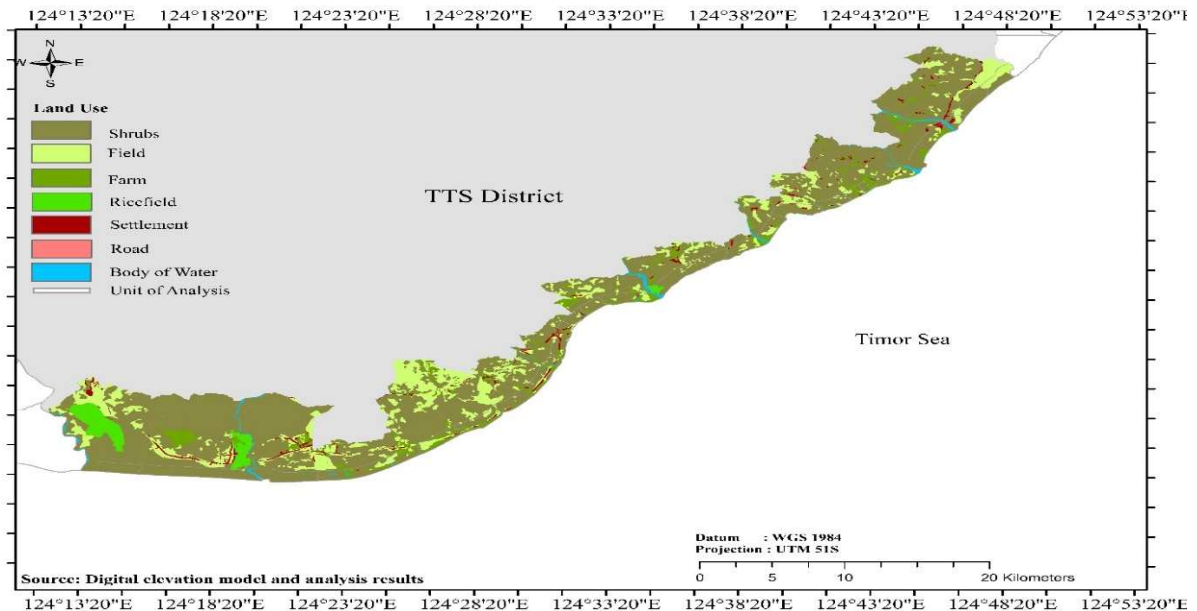 124°13'20"E 124°18'20"E 124°23'20"E 124°28'20"E 124°33'20"E 124°38'20"E 124°43'20"E 124°48'20"E 124°53'20"E
N
W E
S
Land Use
Shrubs
Field
Farm
Ricefield
Settlement
Road
Body of Water
Unit of Analysis
TTS District
Timor Sea
Datum : WGS 1984
Projection : UTM 51S
0 5 10 20 Kilometers
Source: Digital elevation model and analysis results
124°13'20"E 124°18'20"E 124°23'20"E 124°28'20"E 124°33'20"E 124°38'20"E 124°43'20"E 124°48'20"E 124°53'20"E